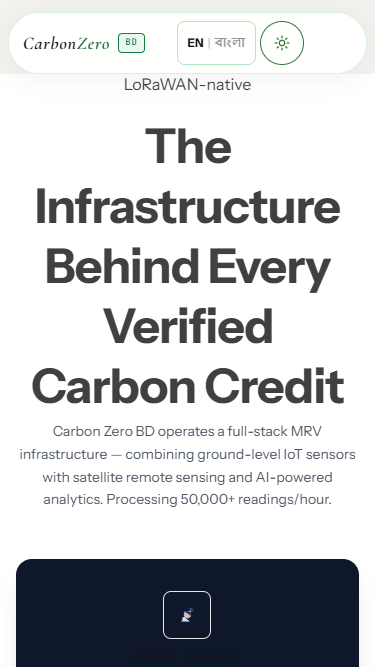 CarbonZero BD EN | বাংলা
LoRaWAN-native
The
Infrastructure
Behind Every
Verified
Carbon Credit
Carbon Zero BD operates a full-stack MRV
infrastructure — combining ground-level IoT sensors
with satellite remote sensing and AI-powered
analytics. Processing 50,000+ readings/hour.